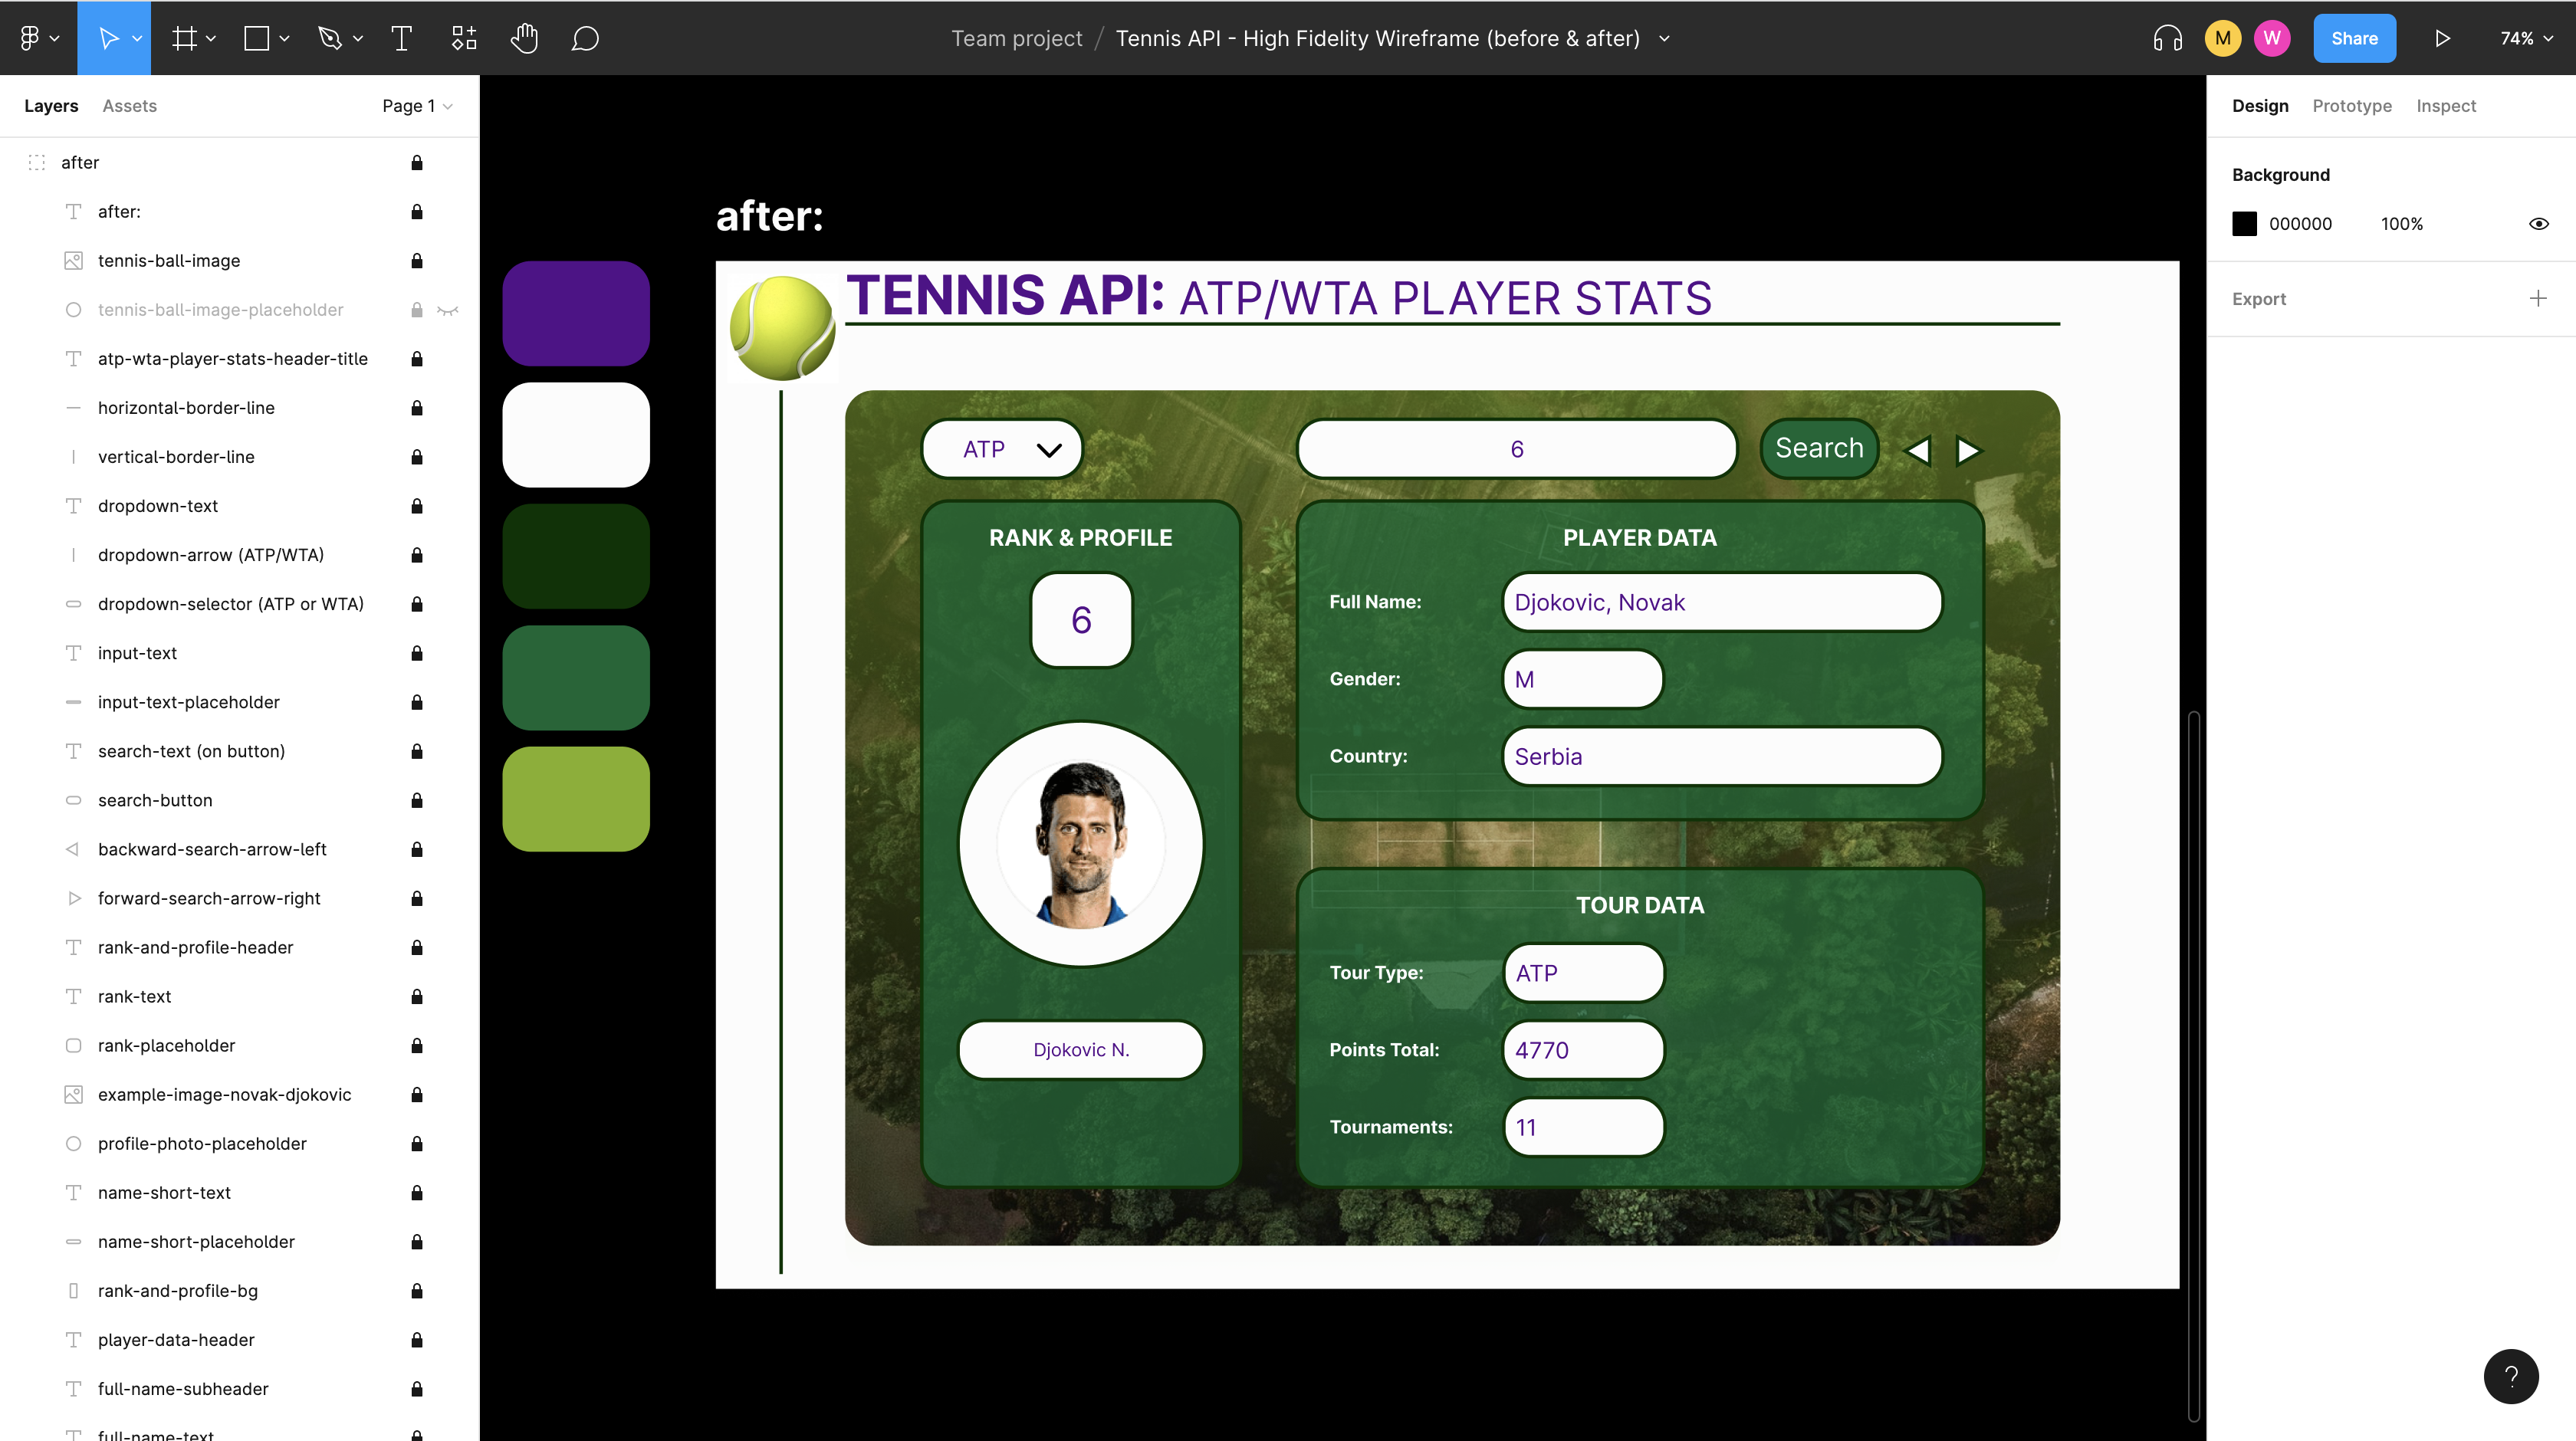 Team project / Tennis API - High Fidelity Wireframe (before & after)
M
W
Share
74%
Layers
Assets
Page 1
after
after:
tennis-ball-image
tennis-ball-image-placeholder
atp-wta-player-stats-header-title
horizontal-border-line
vertical-border-line
dropdown-text
dropdown-arrow (ATP/WTA)
dropdown-selector (ATP or WTA)
input-text
input-text-placeholder
search-text (on button)
search-button
backward-search-arrow-left
forward-search-arrow-right
rank-and-profile-header
rank-text
rank-placeholder
example-image-novak-djokovic
profile-photo-placeholder
name-short-text
name-short-placeholder
rank-and-profile-bg
player-data-header
full-name-subheader
full-name-text
after:
TENNIS API: ATP/WTA PLAYER STATS
ATP
6
Search
RANK & PROFILE
6
Djokovic N.
PLAYER DATA
Full Name: Djokovic, Novak
Gender: M
Country: Serbia
TOUR DATA
Tour Type: ATP
Points Total: 4770
Tournaments: 11
Design
Prototype
Inspect
Background
000000
100%
Export
?